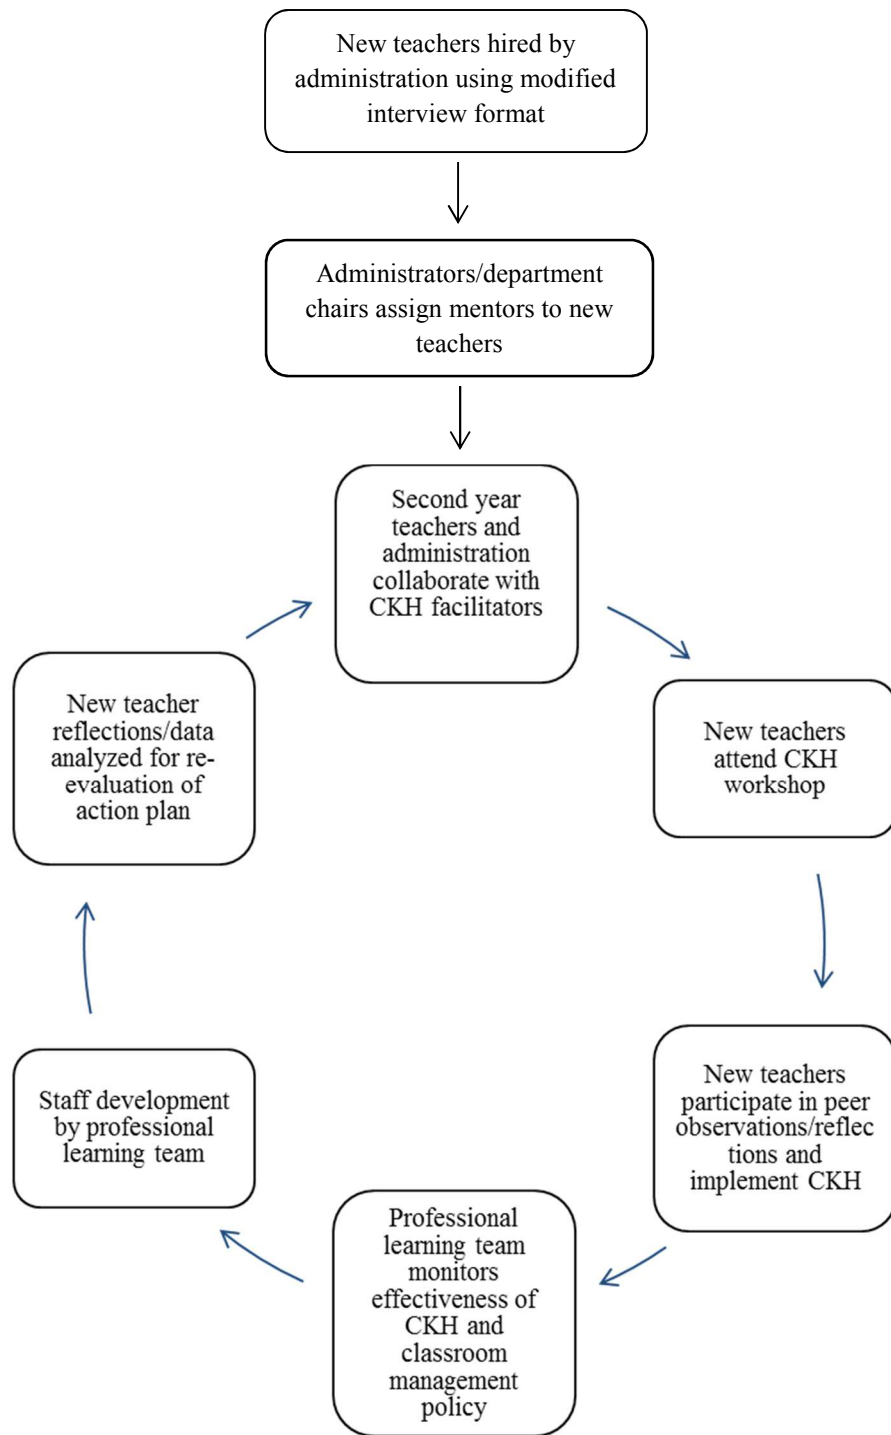 New teachers hired by
administration using modified
interview format
Administrators/department
chairs assign mentors to new
teachers
Second year
teachers and
administration
collaborate with
CKH facilitators
New teachers
attend CKH
workshop
New teachers
participate in peer
observations/reflec
tions and
implement CKH
Professional
learning team
monitors
effectiveness of
CKH and
classroom
management
policy
Staff development
by professional
learning team
New teacher
reflections/data
analyzed for re-
evaluation of
action plan